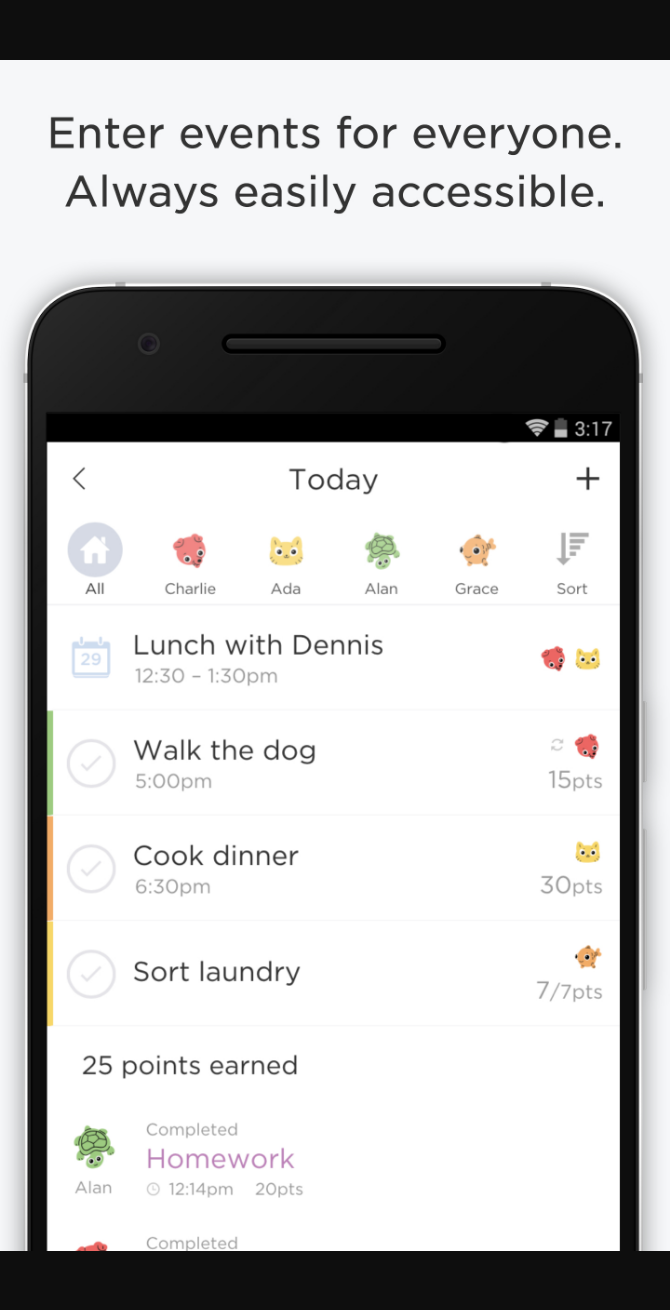 Enter events for everyone.
Always easily accessible.
3:17
Today
All
Charlie
Ada
Alan
Grace
Sort
29
Lunch with Dennis
12:30 – 1:30pm
Walk the dog
5:00pm
15pts
Cook dinner
6:30pm
30pts
Sort laundry
7/7pts
25 points earned
Completed
Homework
Alan
12:14pm 20pts
Completed